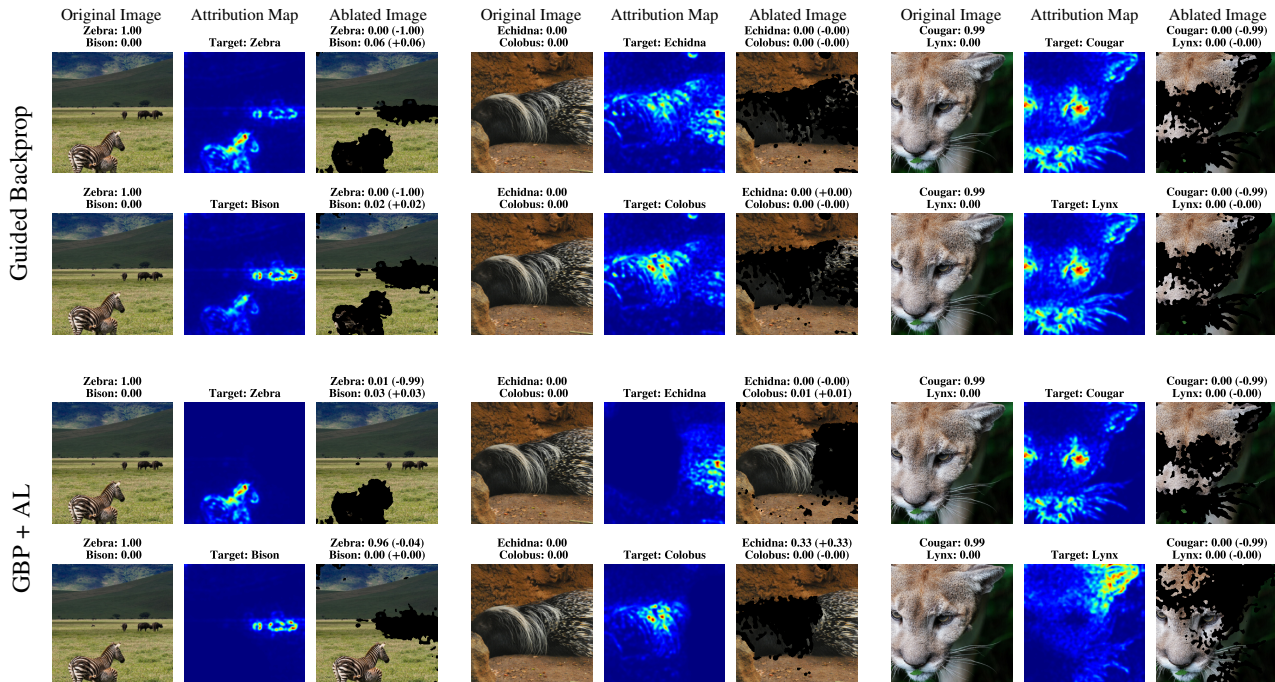 Original Image Attribution Map Ablated Image Original Image Attribution Map Ablated Image Original Image Attribution Map Ablated Image
Guided Backprop
Zebra: 1.00 Zebra: 0.00 (-1.00) Echidna: 0.00 Echidna: 0.00 (-0.00) Cougar: 0.99 Cougar: 0.00 (-0.99)
Bison: 0.00 Target: Zebra Bison: 0.06 (+0.06) Colobus: 0.00 Target: Echidna Colobus: 0.00 (-0.00) Lynx: 0.00 Target: Cougar Lynx: 0.00 (-0.00)
Zebra: 1.00 Zebra: 0.00 (-1.00) Echidna: 0.00 Echidna: 0.00 (+0.00) Cougar: 0.99 Cougar: 0.00 (-0.99)
Bison: 0.00 Target: Bison Bison: 0.02 (+0.02) Colobus: 0.00 Target: Colobus Colobus: 0.00 (-0.00) Lynx: 0.00 Target: Lynx Lynx: 0.00 (-0.00)
GBP + AL
Zebra: 1.00 Zebra: 0.01 (-0.99) Echidna: 0.00 Echidna: 0.00 (-0.00) Cougar: 0.99 Cougar: 0.00 (-0.99)
Bison: 0.00 Target: Zebra Bison: 0.03 (+0.03) Colobus: 0.00 Target: Echidna Colobus: 0.01 (+0.01) Lynx: 0.00 Target: Cougar Lynx: 0.00 (-0.00)
Zebra: 1.00 Zebra: 0.96 (-0.04) Echidna: 0.00 Echidna: 0.33 (+0.33) Cougar: 0.99 Cougar: 0.00 (-0.99)
Bison: 0.00 Target: Bison Bison: 0.00 (+0.00) Colobus: 0.00 Target: Colobus Colobus: 0.00 (-0.00) Lynx: 0.00 Target: Lynx Lynx: 0.00 (-0.00)